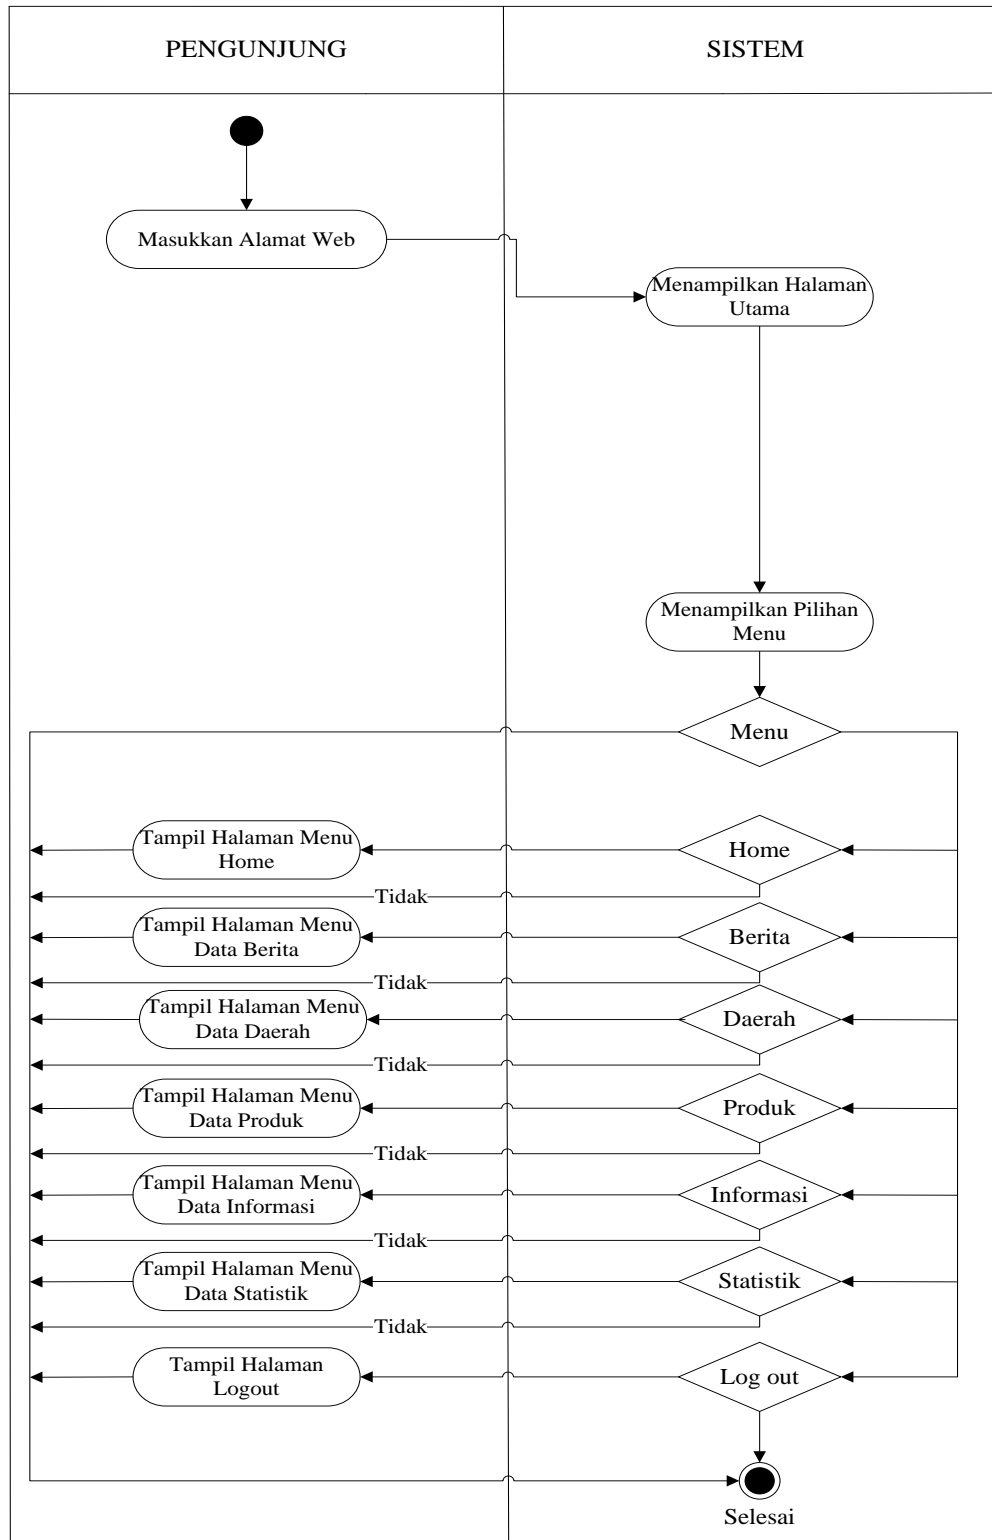 PENGUNJUNG
SISTEM
Masukkan Alamat Web
Menampilkan Halaman
Utama
Menampilkan Pilihan
Menu
Menu
Tampil Halaman Menu
Home
Home
Tidak
Tampil Halaman Menu
Data Berita
Berita
Tidak
Tampil Halaman Menu
Data Daerah
Daerah
Tidak
Tampil Halaman Menu
Data Produk
Produk
Tidak
Tampil Halaman Menu
Data Informasi
Informasi
Tidak
Tampil Halaman Menu
Data Statistik
Statistik
Tidak
Tampil Halaman
Logout
Log out
Selesai